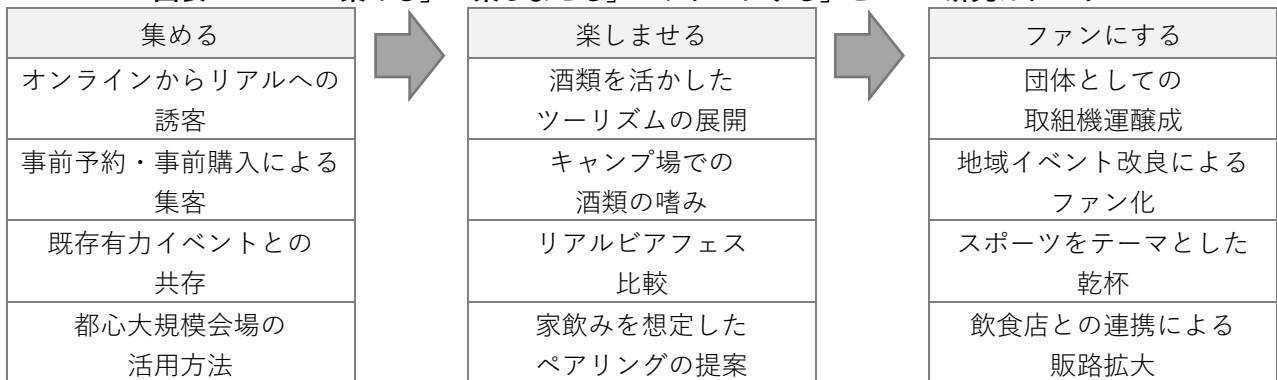 集める
オンラインからリアルへの
誘客
事前予約・事前購入による
集客
既存有力イベントとの
共存
都心大規模会場の
活用方法
楽しませる
酒類を活かした
ツーリズムの展開
キャンプ場での
酒類の嗜み
リアルビアフェス
比較
家飲みを想定した
ペアリングの提案
ファンにする
団体としての
取組機運醸成
地域イベント改良による
ファン化
スポーツをテーマとした
乾杯
飲食店との連携による
販路拡大